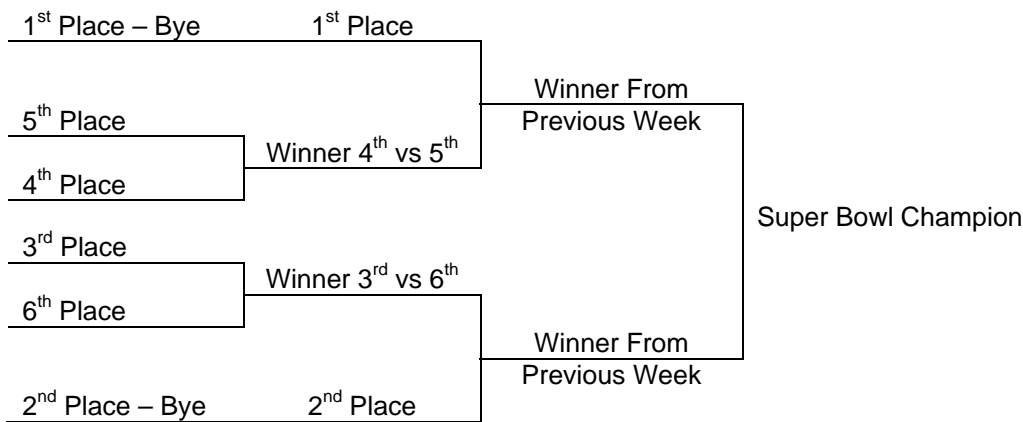 1st Place – Bye
1st Place
Winner From
Previous Week
5th Place
Winner 4th vs 5th
4th Place
Super Bowl Champion
3rd Place
Winner 3rd vs 6th
6th Place
Winner From
Previous Week
2nd Place – Bye
2nd Place